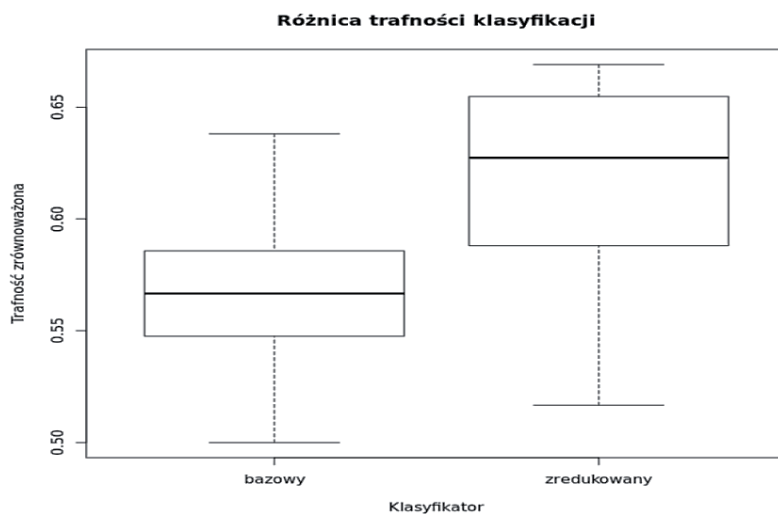 Różnica trafności klasyfikacji
Trafność zrównoważona
0.65
0.60
0.55
0.50
bazowy zredukowany
Klasyfikator